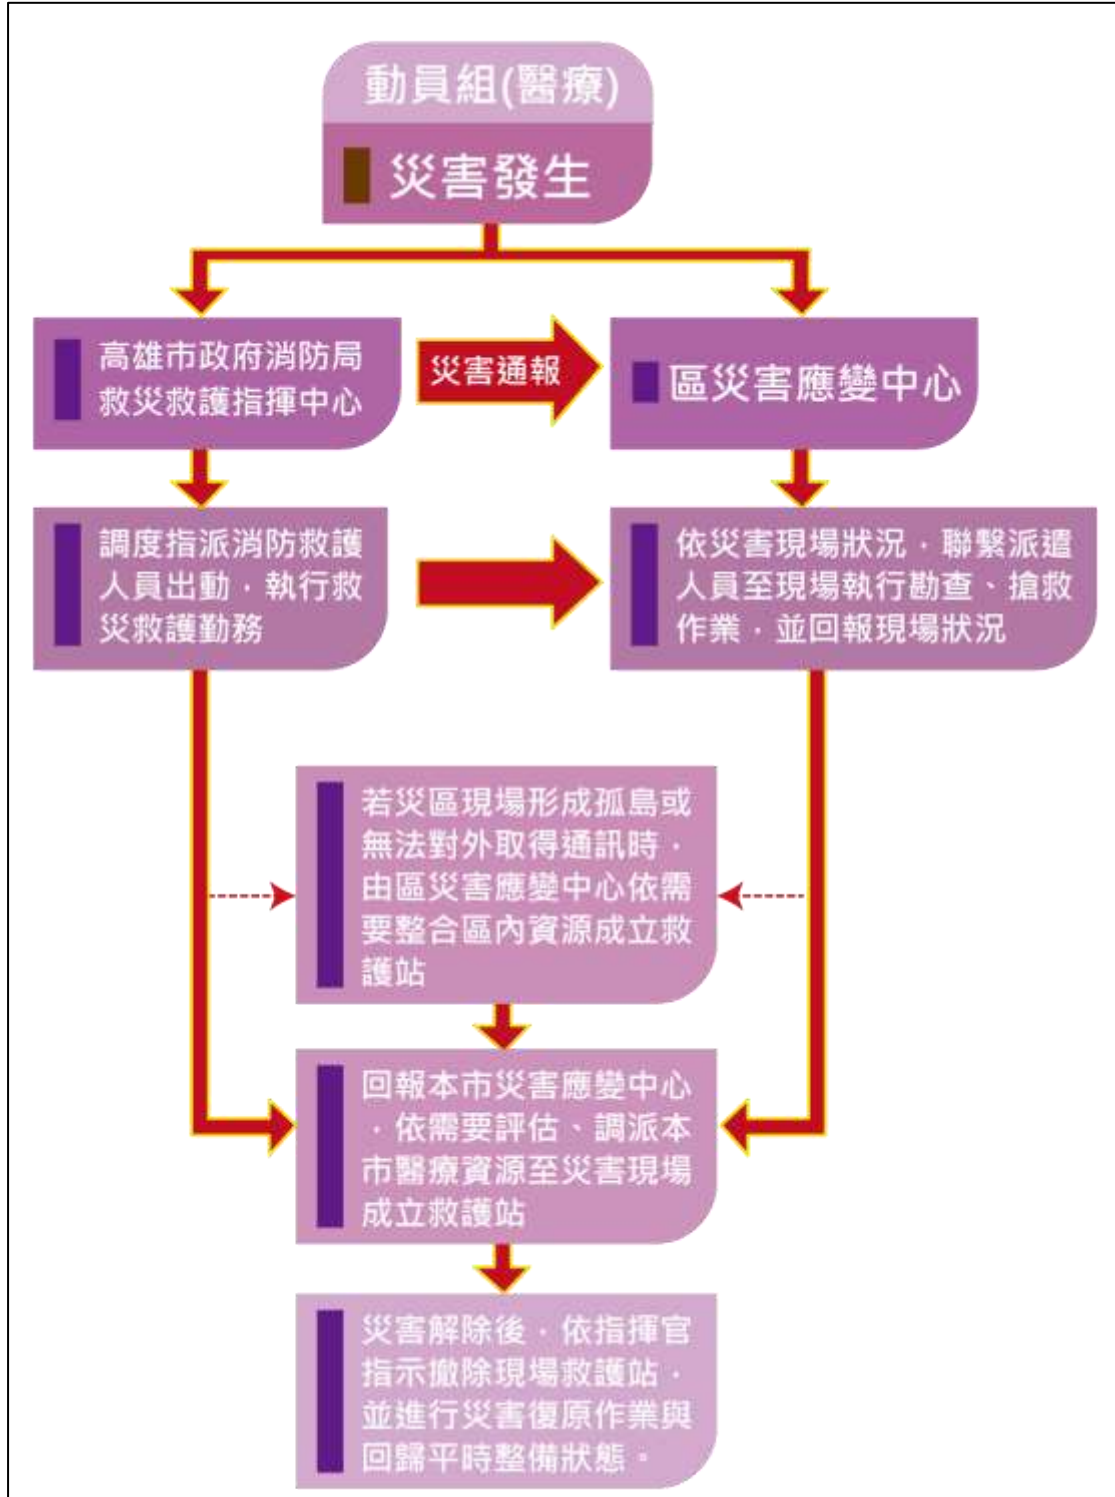 動員組(醫療)
災害發生
高雄市政府消防局
救災救護指揮中心
災害通報
區災害應變中心
調度指派消防救護
人員出動，執行救
災救護勤務
依災害現場狀況，聯繫派遣
人員至現場執行勘查、搶救
作業，並回報現場狀況
若災區現場形成孤島或
無法對外取得通訊時，
由區災害應變中心依需
要整合區內資源成立救
護站
回報本市災害應變中心
，依需要評估、調派本
市醫療資源至災害現場
成立救護站
災害解除後，依指揮官
指示撤除現場救護站，
並進行災害復原作業與
回歸平時整備狀態。